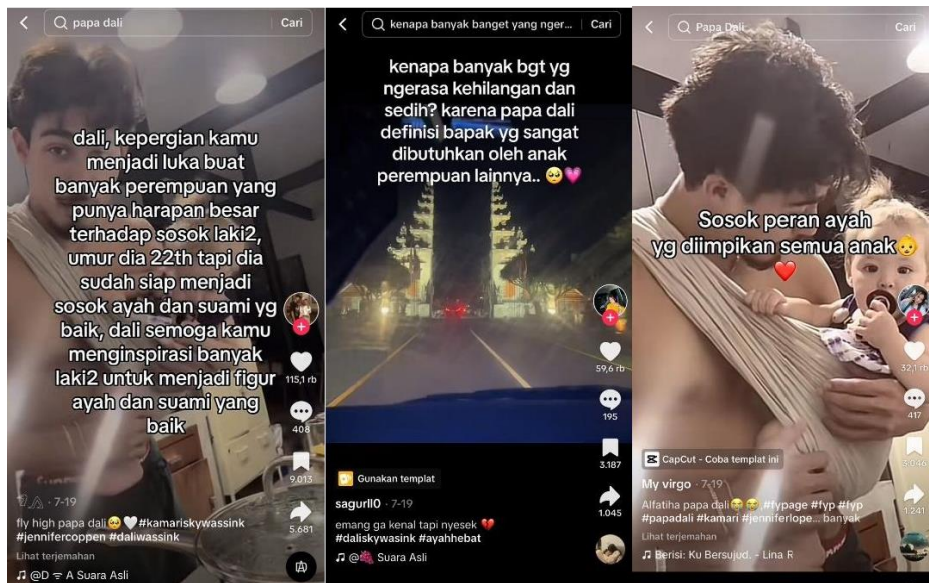 papa dali
Cari
dali, kepergian kamu
menjadi luka buat
banyak perempuan yang
punya harapan besar
terhadap sosok laki2,
umur dia 22th tapi dia
sudah siap menjadi
sosok ayah dan suami yg
baik, dali semoga kamu
menginspirasi banyak
laki2 untuk menjadi figur
ayah dan suami yang
baik
115,1 rb
408
9.013
5.681
· 7-19
fly high papa dali🥺🤍#kamariskywassink
#jennifercoppen #daliwassink
Lihat terjemahan
@D A Suara Asli
kenapa banyak banget yang nger...
Cari
kenapa banyak bgt yg
ngerasa kehilangan dan
sedih? karena papa dali
definisi bapak yg sangat
dibutuhkan oleh anak
perempuan lainnya.. 🥺💗
59,6 rb
195
3.187
1.045
Gunakan templat
sagurll0 · 7-19
emang ga kenal tapi nyesek 💔
#daliskywasink #ayahhebat
@🍇 Suara Asli
Papa Dali
Cari
Sosok peran ayah
yg diimpikan semua anak👶
❤️
32,1 rb
417
3.046
1.241
CapCut - Coba templat ini
My virgo · 7-19
Alfatiha papa dali😭😭,#fypage #fyp #fyp
#papadali #kamari #jenniferlope... banyak
Lihat terjemahan
Berisi: Ku Bersujud. - Lina R